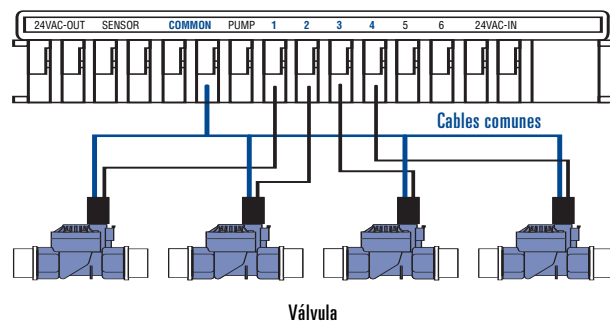 24VAC-OUT SENSOR COMMON PUMP 1 2 3 4 5 6 24VAC-IN
Cables comunes
Válvula